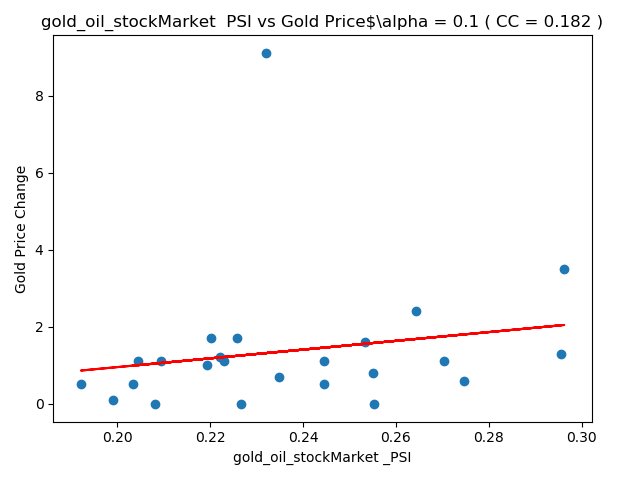 gold_oil_stockMarket  PSI vs Gold Price$\alpha = 0.1 ( CC = 0.182 )
Gold Price Change
8
6
4
2
0
0.20 0.22 0.24 0.26 0.28 0.30
gold_oil_stockMarket _PSI